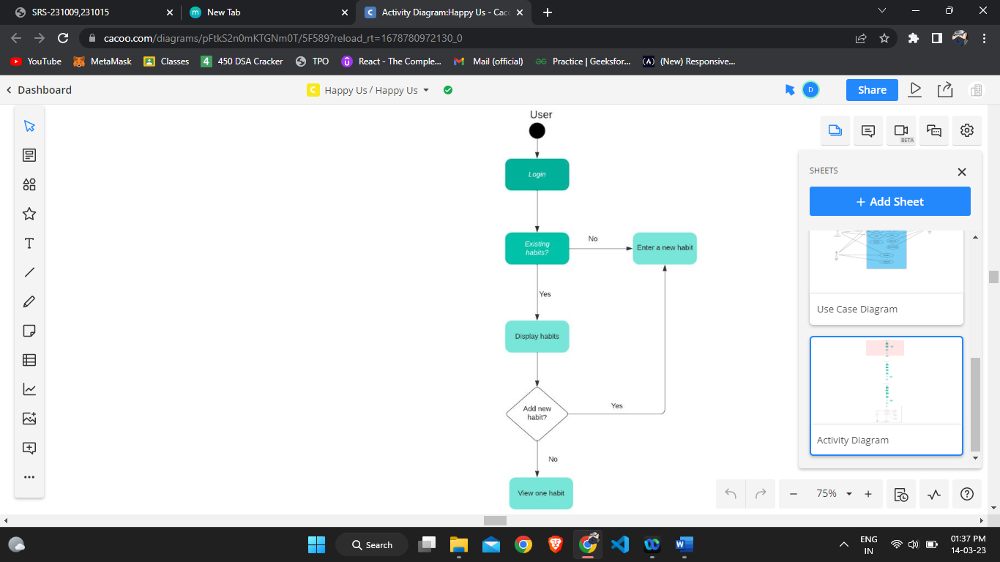 SRS-231009,231015
New Tab
Activity Diagram:Happy Us - Cac
cacoo.com/diagrams/pFtkS2n0mKTGNm0T/5F589?reload_rt=1678780972130_0
YouTube
MetaMask
Classes
4
450 DSA Cracker
TPO
React - The Comple...
Mail (official)
Practice | Geeksfor...
(New) Responsive...
Dashboard
Happy Us / Happy Us
D
Share
BETA
User
Login
Existing
habits?
No
Enter a new habit
Yes
Display habits
Add new
habit?
Yes
No
View one habit
SHEETS
+ Add Sheet
Use Case Diagram
Activity Diagram
75%
Search
ENG
IN
01:37 PM
14-03-23